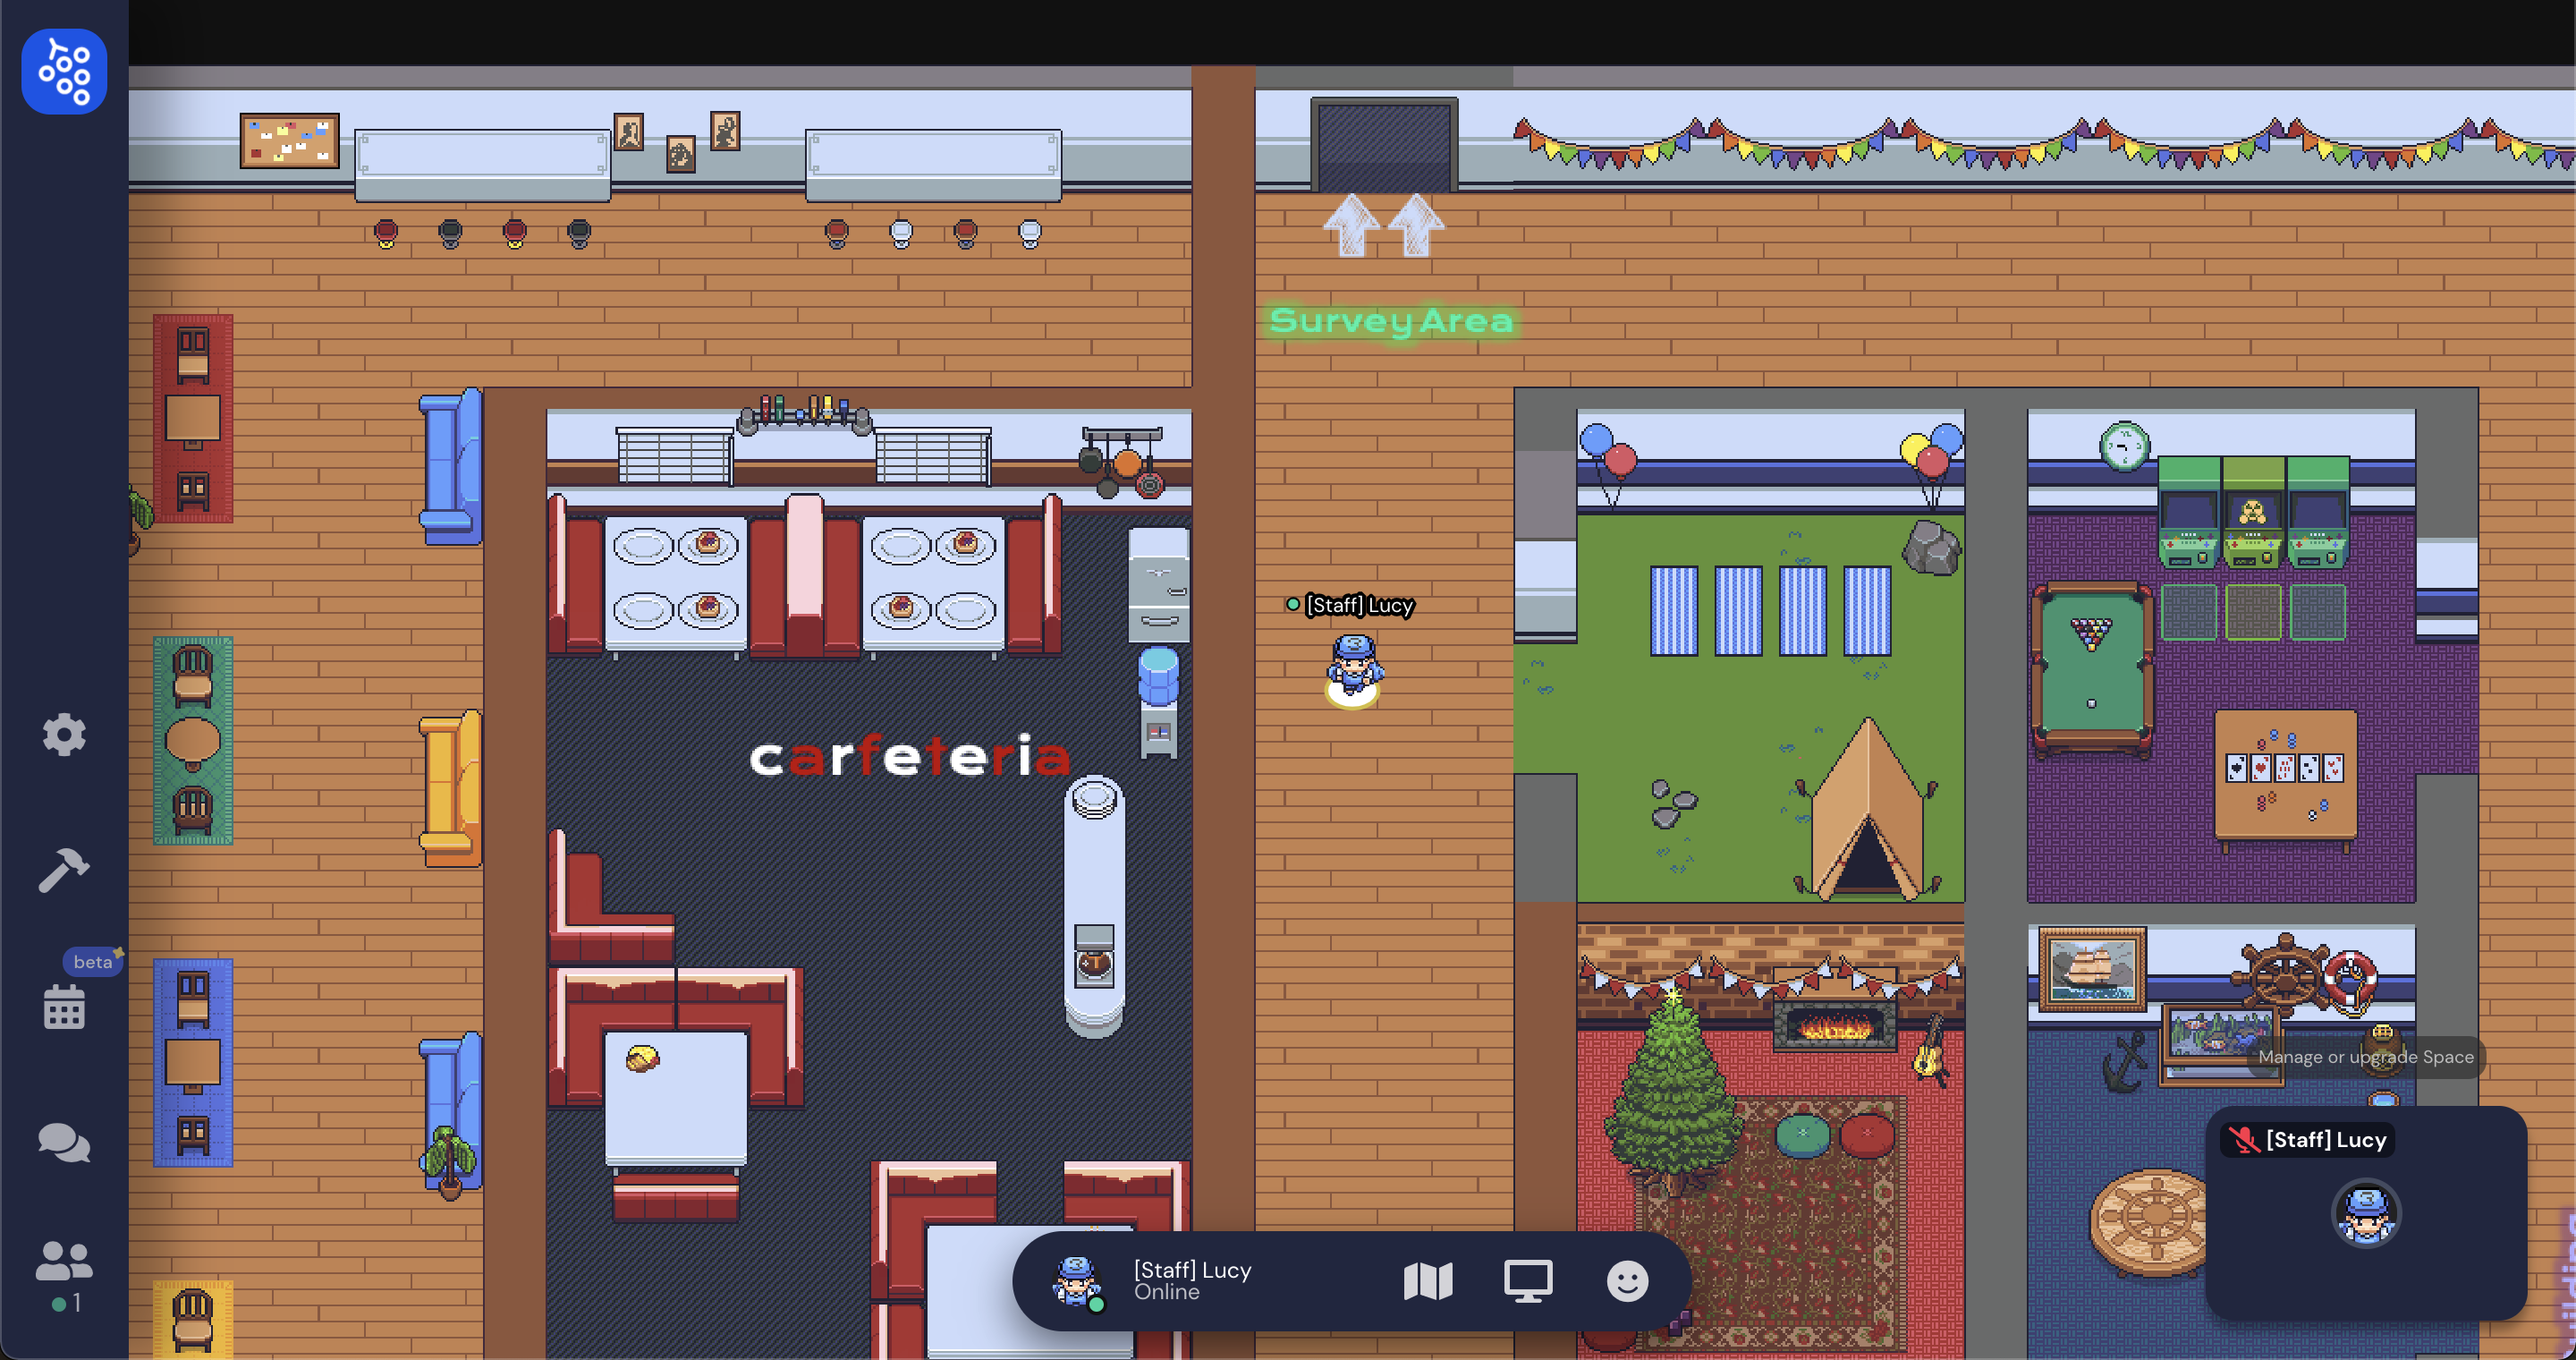 Survey Area
[Staff] Lucy
carfeteria
beta
Manage or upgrade Space
[Staff] Lucy
[Staff] Lucy
Online
1